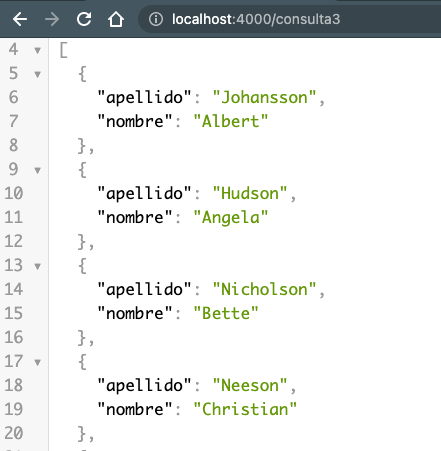 localhost:4000/consulta3
4 [
5 {
6 "apellido": "Johansson",
7 "nombre": "Albert"
8 },
9 {
10 "apellido": "Hudson",
11 "nombre": "Angela"
12 },
13 {
14 "apellido": "Nicholson",
15 "nombre": "Bette"
16 },
17 {
18 "apellido": "Neeson",
19 "nombre": "Christian"
20 },